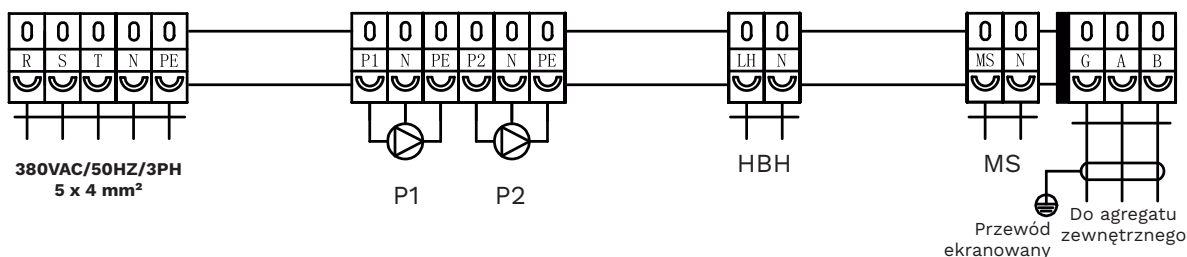 0 0 0 0 0 0 0 0 0 0 0 0 0 0 0 0 0 0
R S T N PE P1 N PE P2 N PE LH N MS N G A B
380VAC/50HZ/3PH
5 x 4 mm²
P1
P2
HBH
MS
Przewód
ekranowany
Do agregatu
zewnętrznego